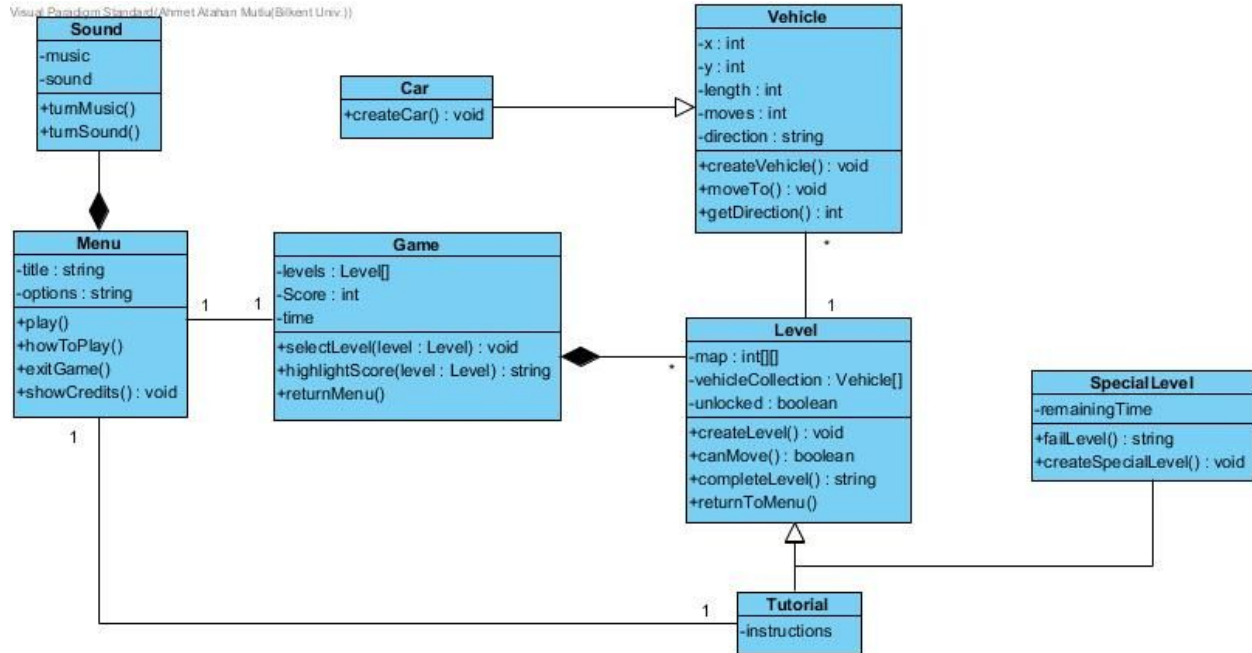 Visual Paradigm Standard(Ahmet Atahan Mutlu(Bilkent Univ.))
Sound
-music
-sound
+turnMusic()
+turnSound()
Car
+createCar() : void
Vehicle
-x : int
-y : int
-length : int
-moves : int
-direction : string
+createVehicle() : void
+moveTo() : void
+getDirection() : int
*
1
Menu
-title : string
-options : string
+play()
+howToPlay()
+exitGame()
+showCredits() : void
1
1
1
Game
-levels : Level[]
-Score : int
-time
+selectLevel(level : Level) : void
+highlightScore(level : Level) : string
+returnMenu()
*
Level
-map : int[][]
-vehicleCollection : Vehicle[]
-unlocked : boolean
+createLevel() : void
+canMove() : boolean
+completeLevel() : string
+returnToMenu()
SpecialLevel
-remainingTime
+failLevel() : string
+createSpecialLevel() : void
1
Tutorial
-instructions